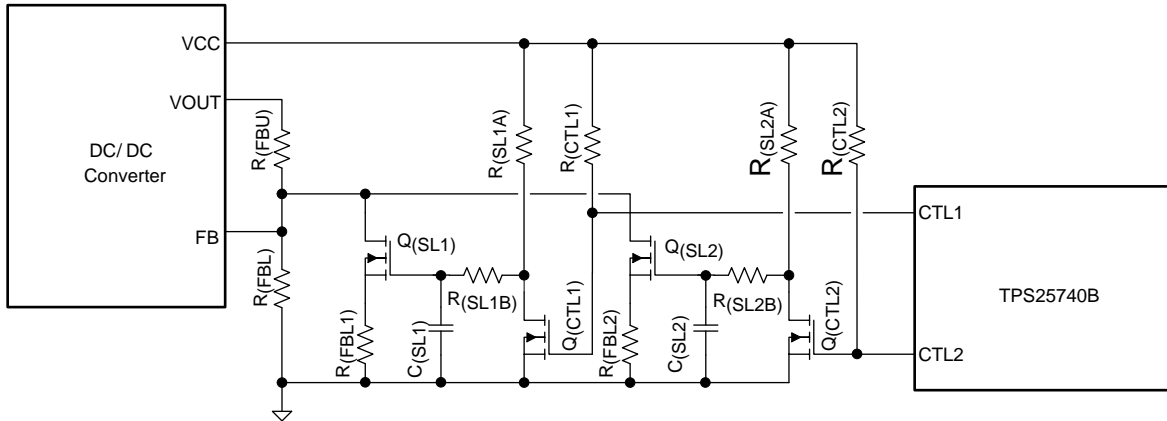 VCC
VOUT
DC/ DC
Converter
FB
R(FBU)
R(FBL)
R(SL1A)
R(CTL1)
R(SL2A)
R(CTL2)
Q(SL1)
R(SL1B)
R(FBL1)
C(SL1)
Q(CTL1)
Q(SL2)
R(SL2B)
R(FBL2)
C(SL2)
Q(CTL2)
CTL1
TPS25740B
CTL2